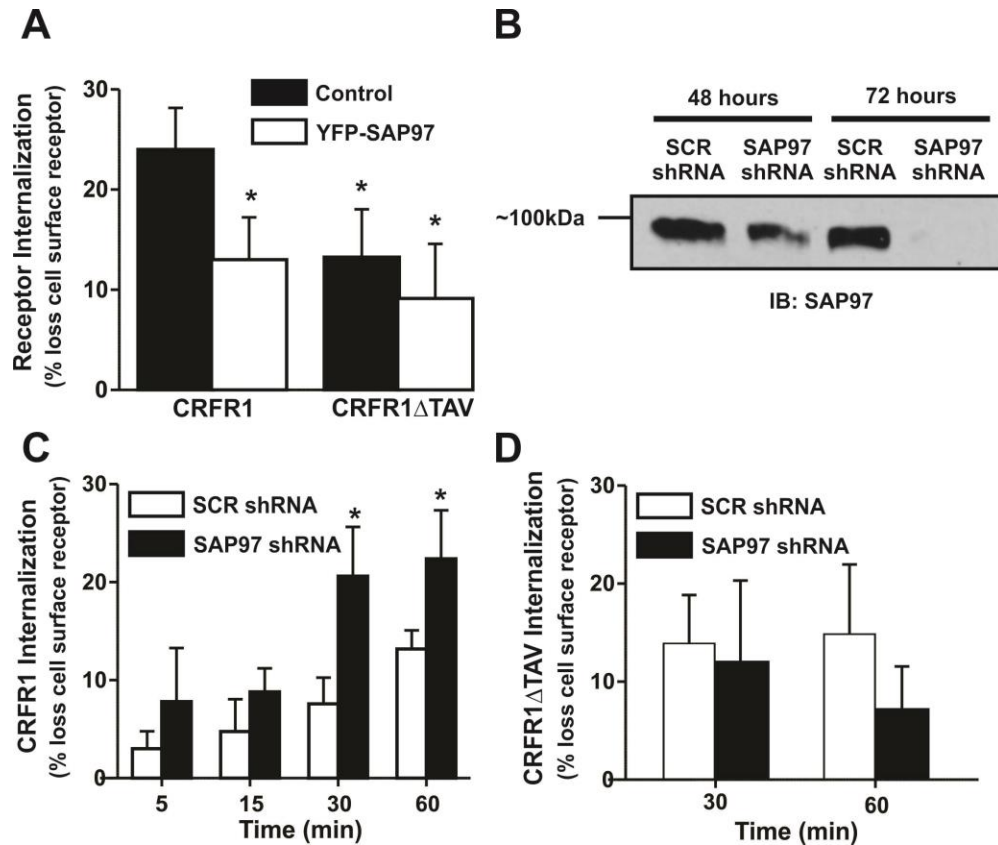 A
Receptor Internalization
(% loss cell surface receptor)
30
20
10
0
Control
YFP-SAP97
*
*
*
CRFR1
CRFR1ΔTAV
B
48 hours
72 hours
SCR
shRNA
SAP97
shRNA
SCR
shRNA
SAP97
shRNA
~100kDa
IB: SAP97
C
CRFR1 Internalization
(% loss cell surface receptor)
30
20
10
0
SCR shRNA
SAP97 shRNA
*
*
5
15
30
60
Time (min)
D
CRFR1ΔTAV Internalization
(% loss cell surface receptor)
30
20
10
0
SCR shRNA
SAP97 shRNA
30
60
Time (min)